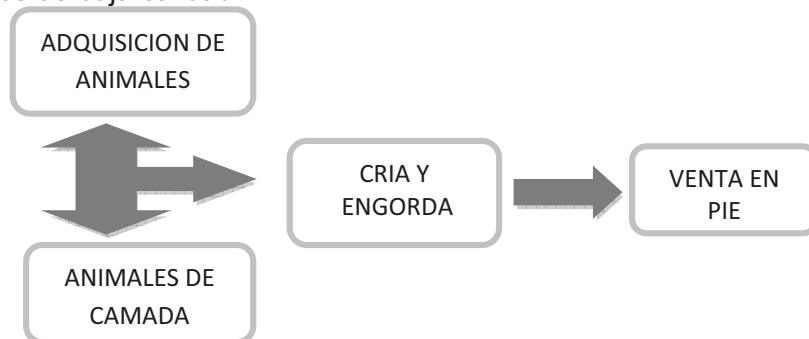 ADQUISICION DE
ANIMALES
CRIA Y
ENGORDA
VENTA EN
PIE
ANIMALES DE
CAMADA